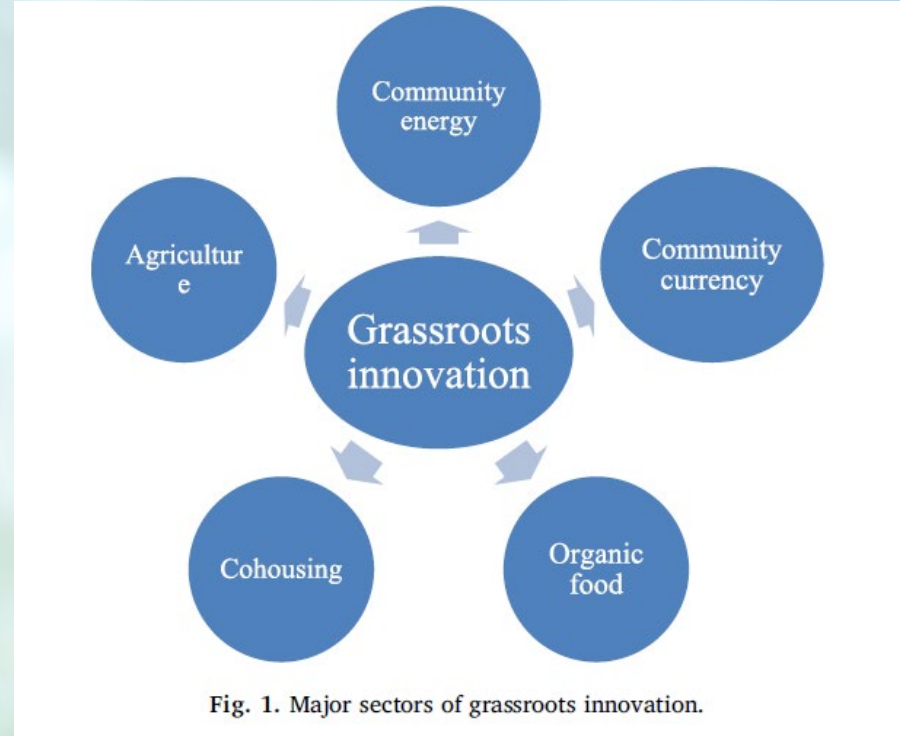 Community
energy
Community
currency
Agricultur
e
Grassroots
innovation
Cohousing
Organic
food
Fig. 1. Major sectors of grassroots innovation.